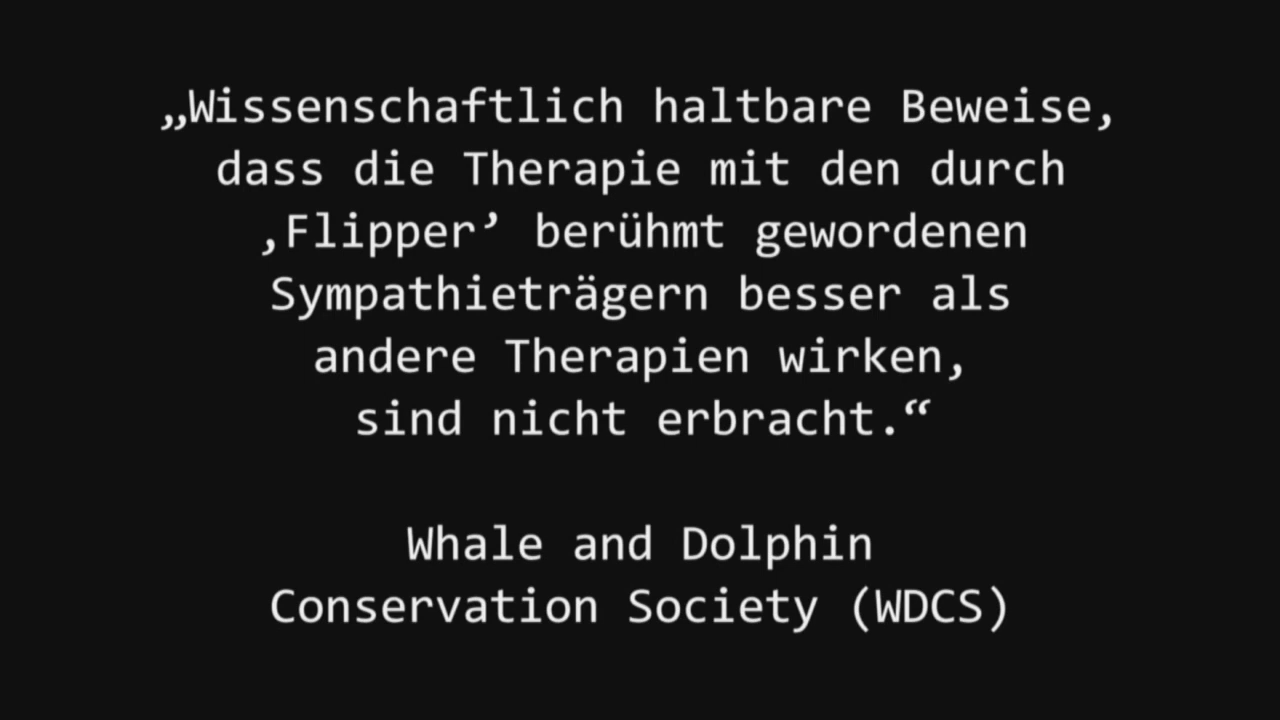 „Wissenschaftlich haltbare Beweise,
dass die Therapie mit den durch
‚Flipper’ berühmt gewordenen
Sympathieträgern besser als
andere Therapien wirken,
sind nicht erbracht.“
Whale and Dolphin
Conservation Society (WDCS)